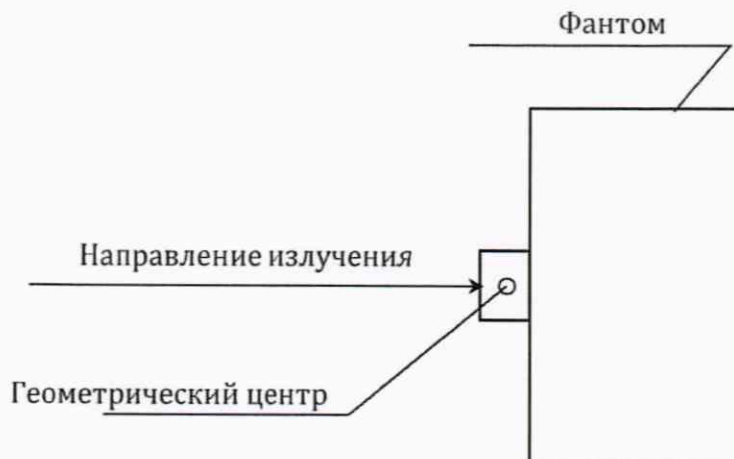 Фантом
Направление излучения
Геометрический центр